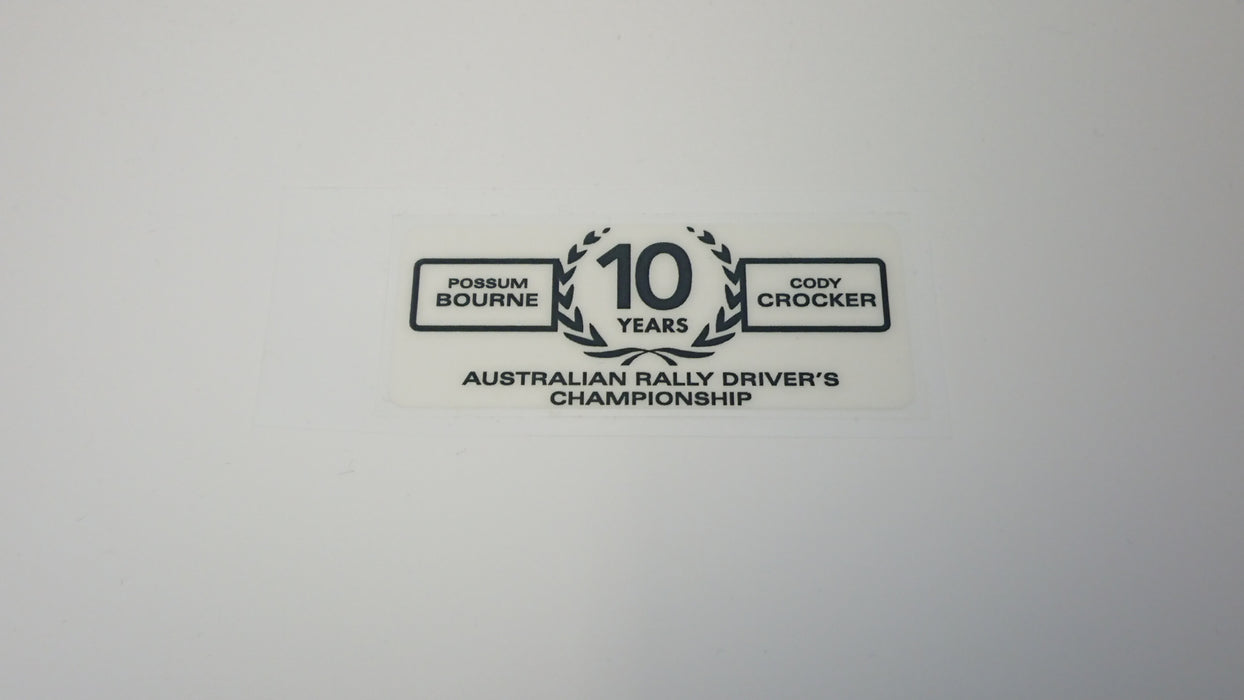 POSSUM
BOURNE
10
YEARS
CODY
CROCKER
AUSTRALIAN RALLY DRIVER'S
CHAMPIONSHIP